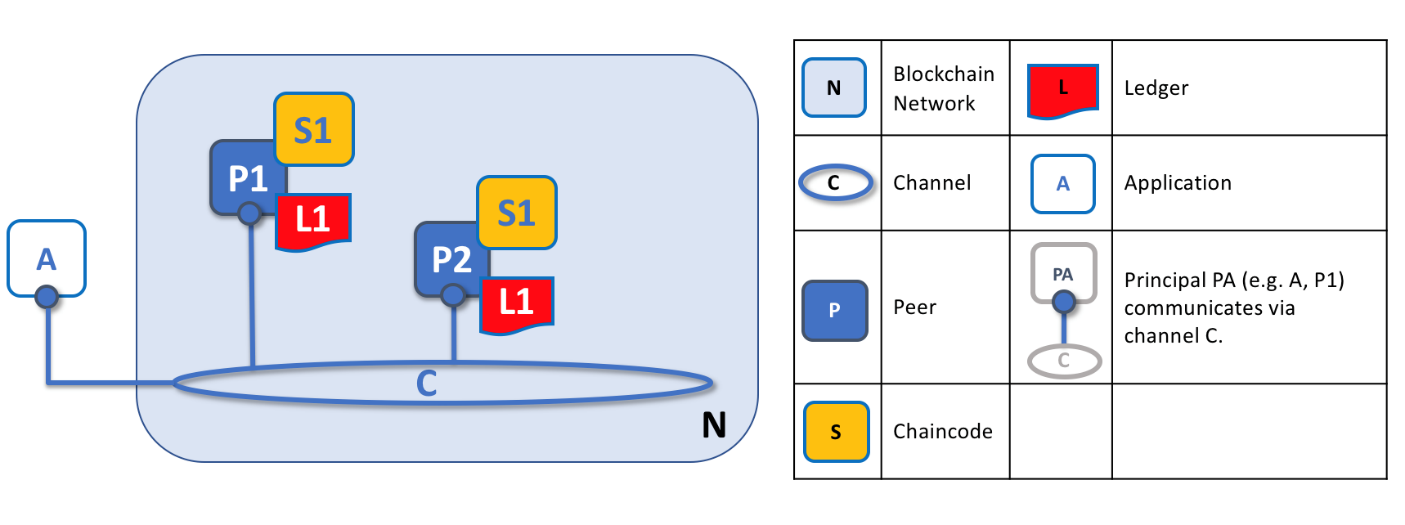 S1
P1
L1
S1
P2
L1
A
C
N
N
Blockchain
Network
L
Ledger
C
Channel
A
Application
P
Peer
PA
C
Principal PA (e.g. A, P1)
communicates via
channel C.
S
Chaincode